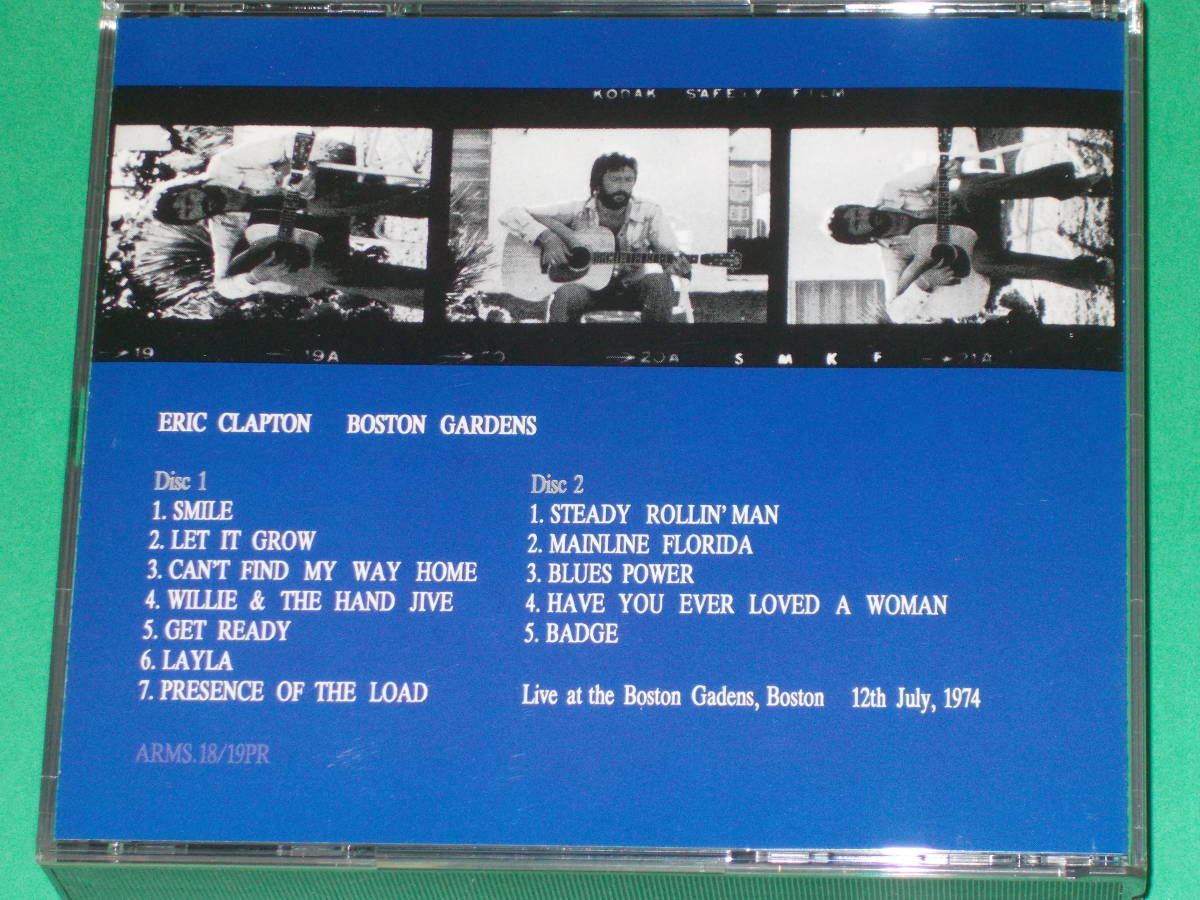 KODAK SAFETY FILM
19 19A 20 20A S M K F 21A
ERIC CLAPTON BOSTON GARDENS
Disc 1
1. SMILE
2. LET IT GROW
3. CAN'T FIND MY WAY HOME
4. WILLIE & THE HAND JIVE
5. GET READY
6. LAYLA
7. PRESENCE OF THE LOAD
Disc 2
1. STEADY ROLLIN' MAN
2. MAINLINE FLORIDA
3. BLUES POWER
4. HAVE YOU EVER LOVED A WOMAN
5. BADGE
Live at the Boston Gadens, Boston 12th July, 1974
ARMS. 18/19PR